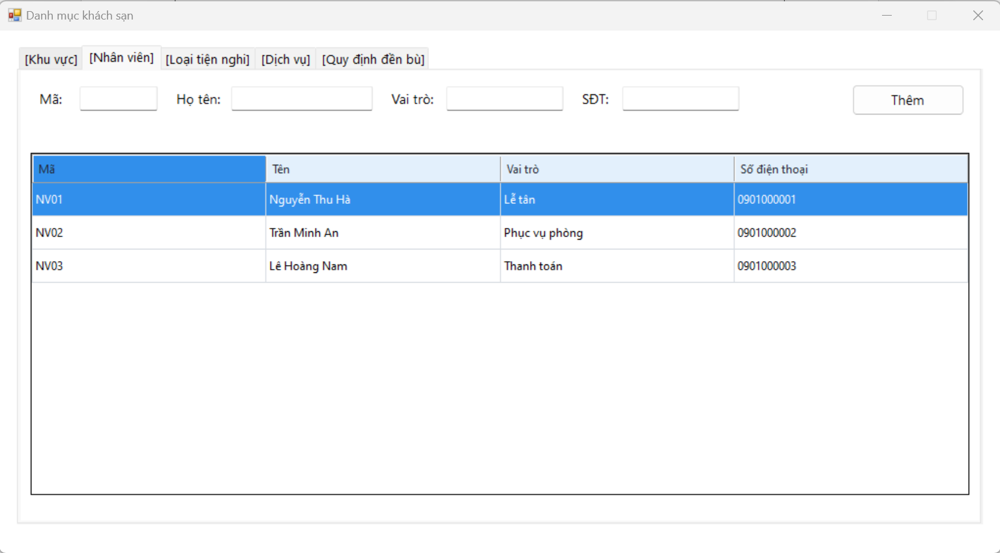 Danh mục khách sạn
[Khu vực] [Nhân viên] [Loại tiện nghi] [Dịch vụ] [Quy định đền bù]
Mã: Họ tên: Vai trò: SĐT: Thêm
Mã Tên Vai trò Số điện thoại
NV01 Nguyễn Thu Hà Lễ tân 0901000001
NV02 Trần Minh An Phục vụ phòng 0901000002
NV03 Lê Hoàng Nam Thanh toán 0901000003